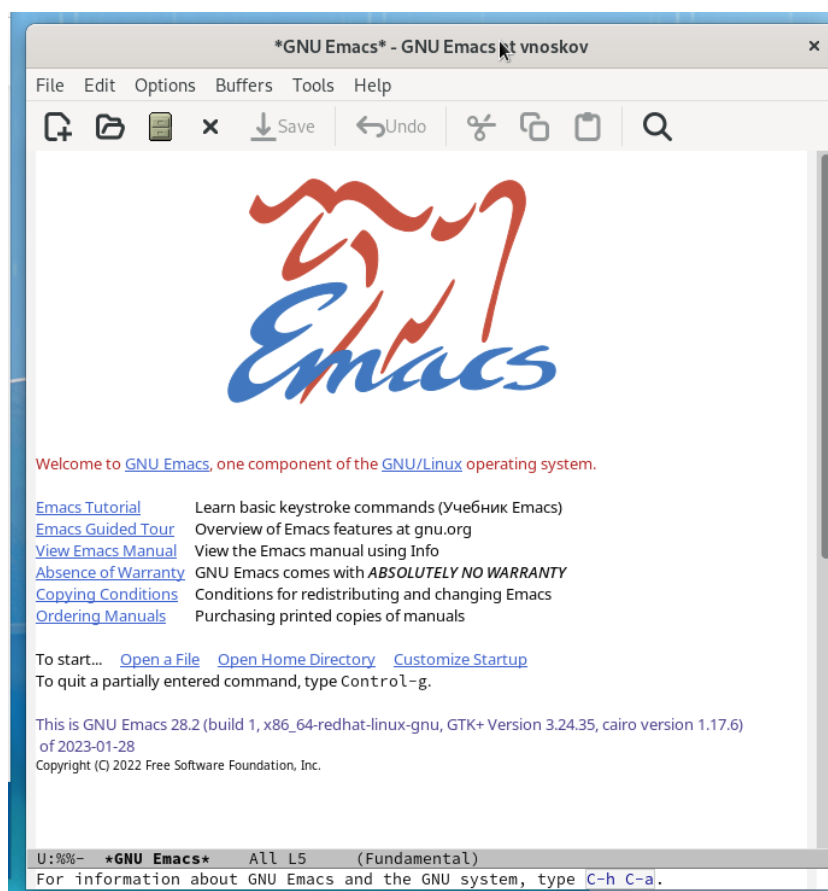 *GNU Emacs* - GNU Emacs at vnoskov
File Edit Options Buffers Tools Help
Save Undo
Emacs
Welcome to GNU Emacs, one component of the GNU/Linux operating system.
Emacs Tutorial Learn basic keystroke commands (Учебник Emacs)
Emacs Guided Tour Overview of Emacs features at gnu.org
View Emacs Manual View the Emacs manual using Info
Absence of Warranty GNU Emacs comes with ABSOLUTELY NO WARRANTY
Copying Conditions Conditions for redistributing and changing Emacs
Ordering Manuals Purchasing printed copies of manuals
To start... Open a File Open Home Directory Customize Startup
To quit a partially entered command, type Control-g.
This is GNU Emacs 28.2 (build 1, x86_64-redhat-linux-gnu, GTK+ Version 3.24.35, cairo version 1.17.6)
of 2023-01-28
Copyright (C) 2022 Free Software Foundation, Inc.
U:%%- *GNU Emacs* All L5 (Fundamental)
For information about GNU Emacs and the GNU system, type C-h C-a.